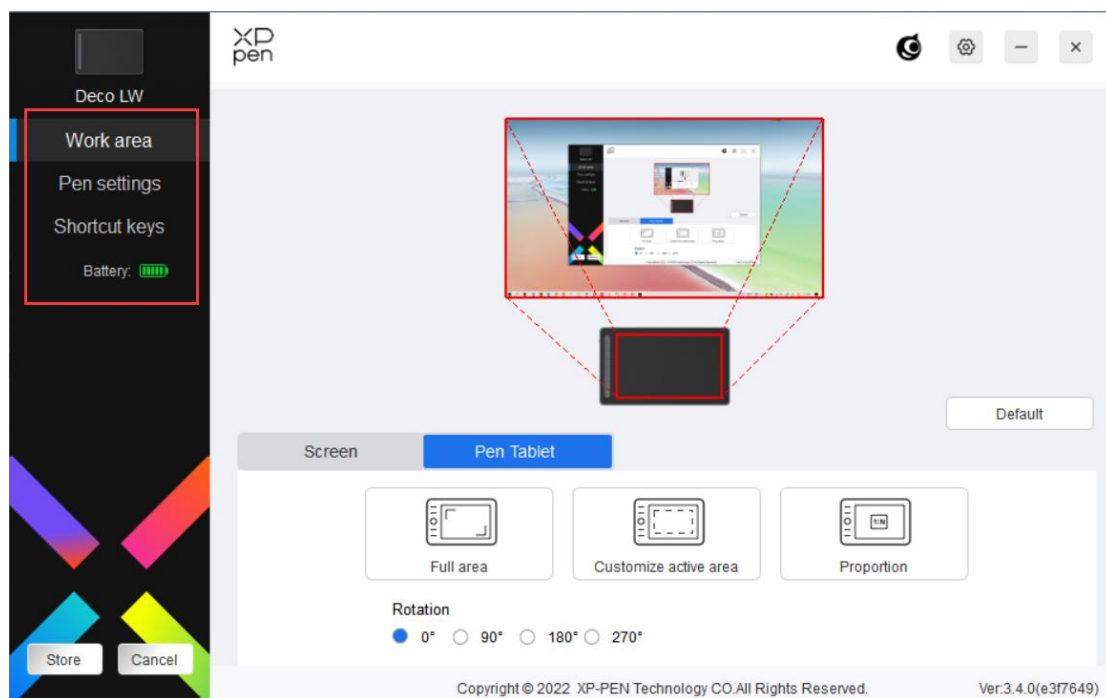 XP
pen
Deco LW
Work area
Pen settings
Shortcut keys
Battery:
Default
Screen
Pen Tablet
Full area
Customize active area
1:N
Proportion
Rotation
0° 90° 180° 270°
Store
Cancel
Copyright © 2022 XP-PEN Technology CO.All Rights Reserved.
Ver:3.4.0(e3f7649)